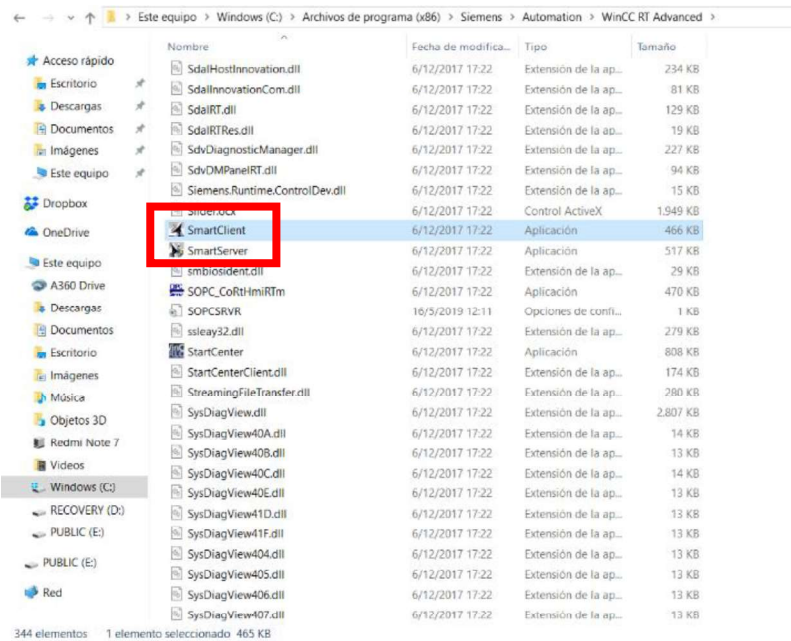 Este equipo > Windows (C:) > Archivos de programa (x86) > Siemens > Automation > WinCC RT Advanced >
Nombre Fecha de modifica... Tipo Tamaño
Acceso rápido
Escritorio
Descargas
Documentos
Imágenes
Este equipo
Dropbox
OneDrive
Este equipo
A360 Drive
Descargas
Documentos
Escritorio
Imágenes
Música
Objetos 3D
Redmi Note 7
Videos
Windows (C:)
RECOVERY (D:)
PUBLIC (E:)
PUBLIC (E:)
Red
SdalHostInnovation.dll 6/12/2017 17:22 Extensión de la ap... 234 KB
SdalInnovationCom.dll 6/12/2017 17:22 Extensión de la ap... 81 KB
SdalRT.dll 6/12/2017 17:22 Extensión de la ap... 129 KB
SdalRTRes.dll 6/12/2017 17:22 Extensión de la ap... 19 KB
SdvDiagnosticManager.dll 6/12/2017 17:22 Extensión de la ap... 227 KB
SdvDMPanelRT.dll 6/12/2017 17:22 Extensión de la ap... 94 KB
Siemens.Runtime.ControlDev.dll 6/12/2017 17:22 Extensión de la ap... 15 KB
Slider.ocx 6/12/2017 17:22 Control ActiveX 1.949 KB
SmartClient 6/12/2017 17:22 Aplicación 466 KB
SmartServer 6/12/2017 17:22 Aplicación 517 KB
smbiosident.dll 6/12/2017 17:22 Extensión de la ap... 29 KB
SOPC_CoRtHmiRTm 6/12/2017 17:22 Aplicación 470 KB
SOPCSRVR 16/5/2019 12:11 Opciones de confi... 1 KB
ssleay32.dll 6/12/2017 17:22 Extensión de la ap... 279 KB
StartCenter 6/12/2017 17:22 Aplicación 808 KB
StartCenterClient.dll 6/12/2017 17:22 Extensión de la ap... 174 KB
StreamingFileTransfer.dll 6/12/2017 17:22 Extensión de la ap... 280 KB
SysDiagView.dll 6/12/2017 17:22 Extensión de la ap... 2.807 KB
SysDiagView40A.dll 6/12/2017 17:22 Extensión de la ap... 14 KB
SysDiagView40B.dll 6/12/2017 17:22 Extensión de la ap... 13 KB
SysDiagView40C.dll 6/12/2017 17:22 Extensión de la ap... 14 KB
SysDiagView40E.dll 6/12/2017 17:22 Extensión de la ap... 13 KB
SysDiagView41D.dll 6/12/2017 17:22 Extensión de la ap... 13 KB
SysDiagView41F.dll 6/12/2017 17:22 Extensión de la ap... 13 KB
SysDiagView404.dll 6/12/2017 17:22 Extensión de la ap... 13 KB
SysDiagView405.dll 6/12/2017 17:22 Extensión de la ap... 13 KB
SysDiagView406.dll 6/12/2017 17:22 Extensión de la ap... 13 KB
SysDiagView407.dll 6/12/2017 17:22 Extensión de la ap... 13 KB
344 elementos 1 elemento seleccionado 465 KB